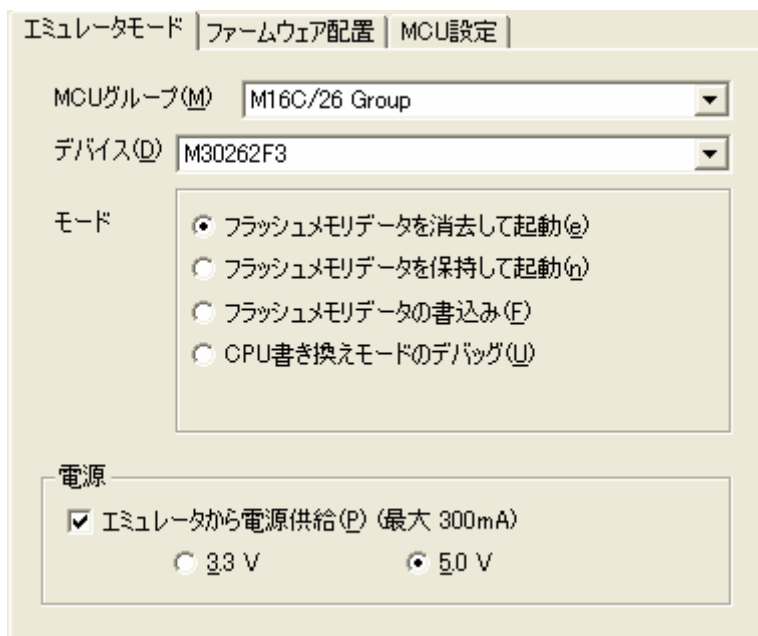 エミュレータモード ファームウェア配置 MCU設定
MCUグループ(M) M16C/26 Group
デバイス(D) M30262F3
モード
フラッシュメモリデータを消去して起動(e)
フラッシュメモリデータを保持して起動(n)
フラッシュメモリデータの書込み(F)
CPU書き換えモードのデバッグ(U)
電源
エミュレータから電源供給(P) (最大 300mA)
3.3 V 5.0 V